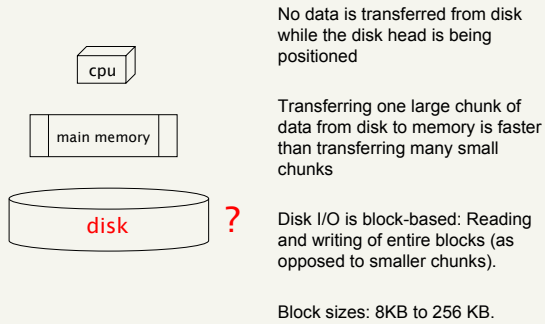 cpu
main memory
disk
?
No data is transferred from disk
while the disk head is being
positioned
Transferring one large chunk of
data from disk to memory is faster
than transferring many small
chunks
Disk I/O is block-based: Reading
and writing of entire blocks (as
opposed to smaller chunks).
Block sizes: 8KB to 256 KB.